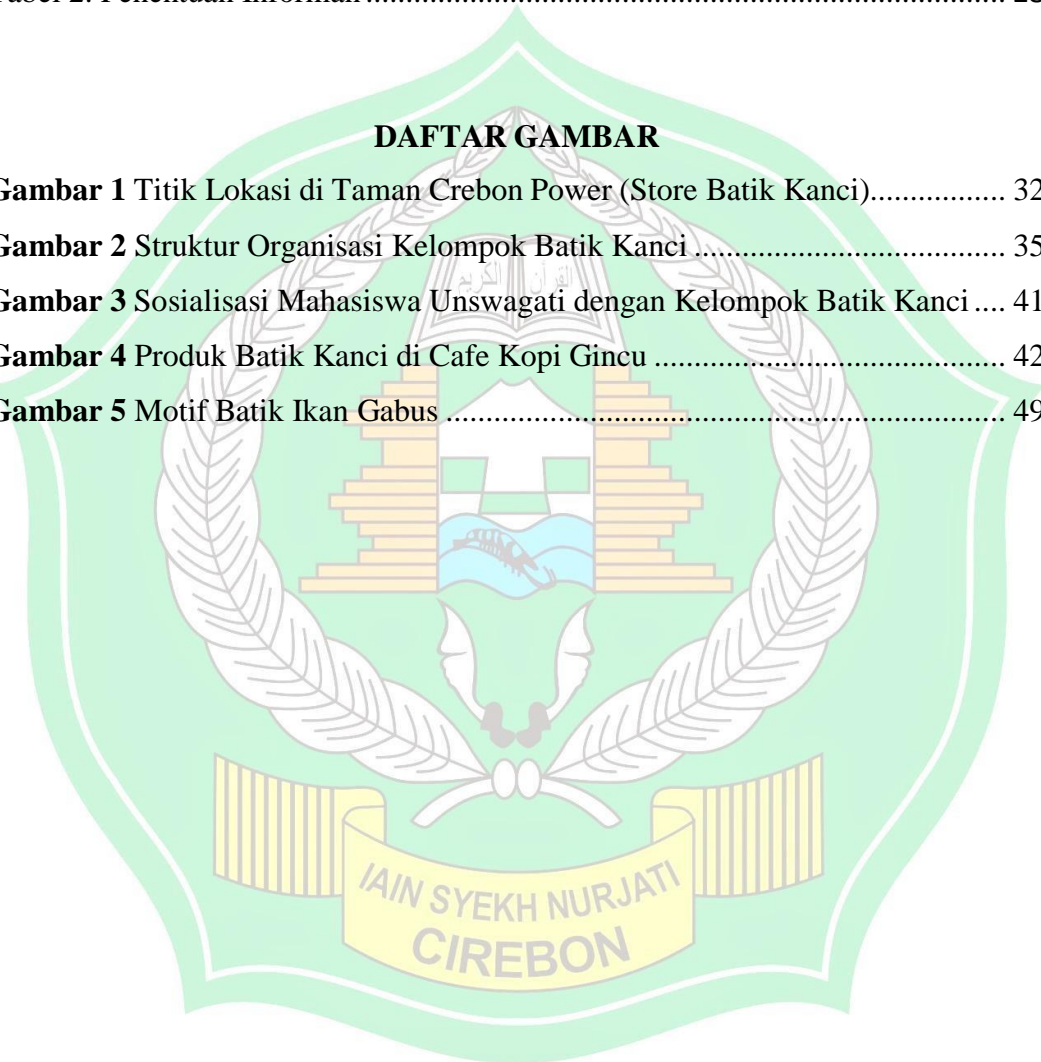 DAFTAR GAMBAR
Gambar 1 Titik Lokasi di Taman Crebon Power (Store Batik Kanci)................ 32
Gambar 2 Struktur Organisasi Kelompok Batik Kanci .................................... 35
Gambar 3 Sosialisasi Mahasiswa Unswagati dengan Kelompok Batik Kanci .... 41
Gambar 4 Produk Batik Kanci di Cafe Kopi Gincu ......................................... 42
Gambar 5 Motif Batik Ikan Gabus ................................................................. 49
القرآن الكريم
IAIN SYEKH NURJATI
CIREBON